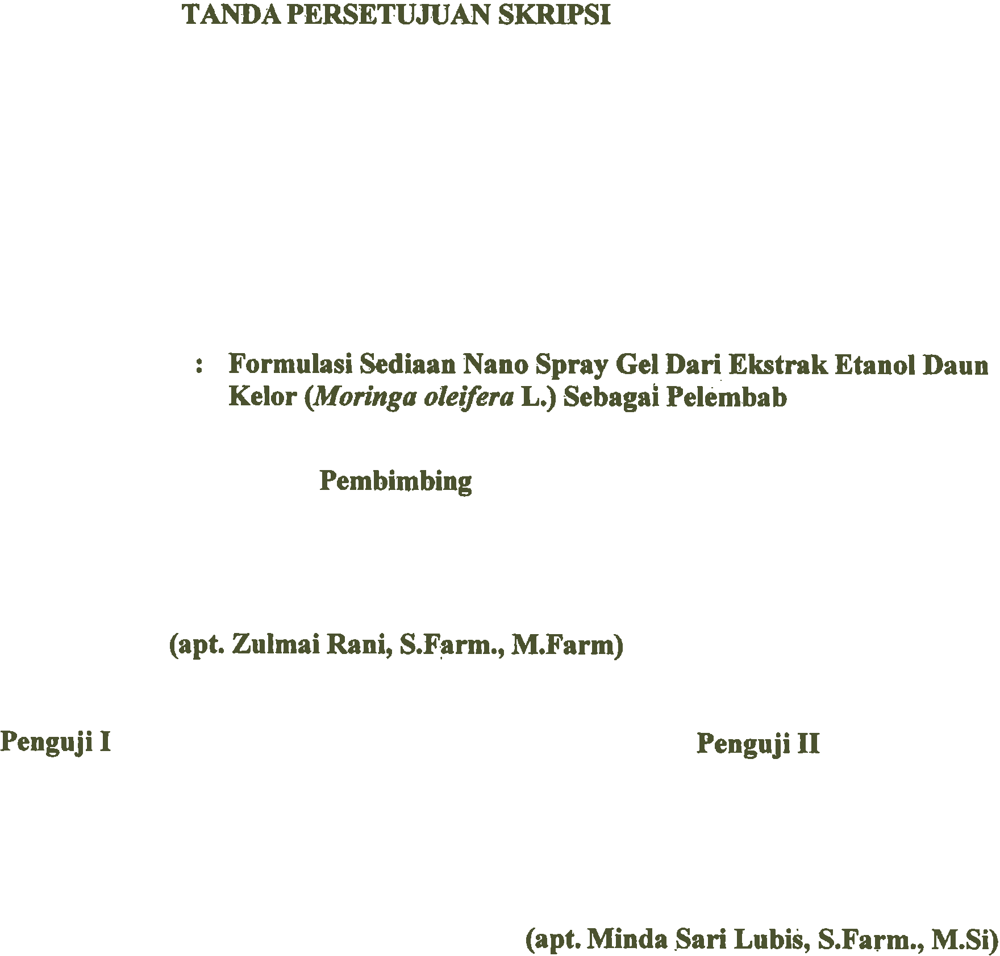 TANDA PERSETUJUAN SKRIPSI
: Formulasi Sediaan Nano Spray Gel Dari Ekstrak Etanol Daun
Kelor (Moringa oleifera L.) Sebagai Pelembab
Pembimbing
(apt. Zulmai Rani, S.Farm., M.Farm)
Penguji I
Penguji II
(apt. Minda Sari Lubis, S.Farm., M.Si)